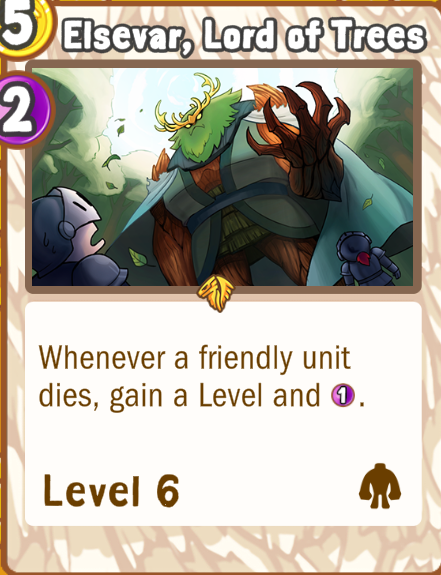 5
Elsevar, Lord of Trees
2
Whenever a friendly unit
dies, gain a Level and 1.
Level 6